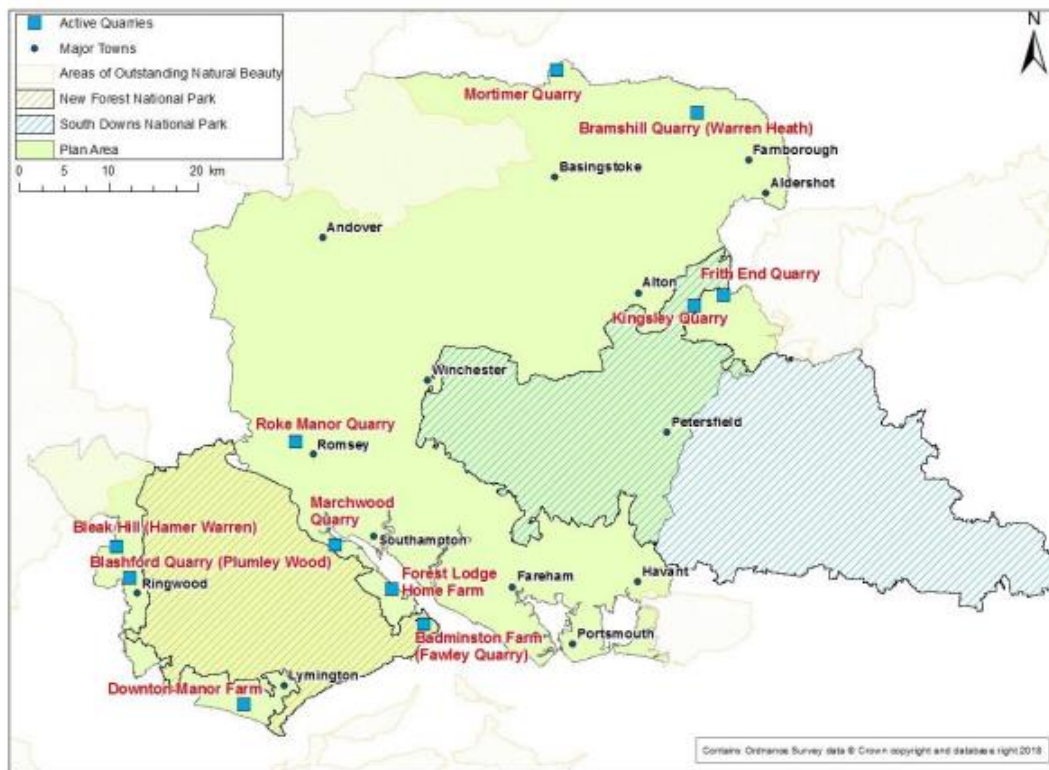 Active Quarries
Major Towns
Areas of Outstanding Natural Beauty
New Forest National Park
South Downs National Park
Plan Area
0 5 10 20 km
N
Mortimer Quarry
Bramshill Quarry (Warren Heath)
Farnborough
Basingstoke
Aldershot
Andover
Frith End Quarry
Alton
Kingsley Quarry
Winchester
Petersfield
Roke Manor Quarry
Romsey
Marchwood
Quarry
Bleak Hill (Hamer Warren)
Southampton
Blashford Quarry (Plumley Wood)
Ringwood
Forest Lodge
Home Farm
Fareham
Havant
Badminston Farm
(Fawley Quarry)
Portsmouth
Lymington
Downton Manor Farm
Contains Ordnance Survey data © Crown copyright and database right 2018